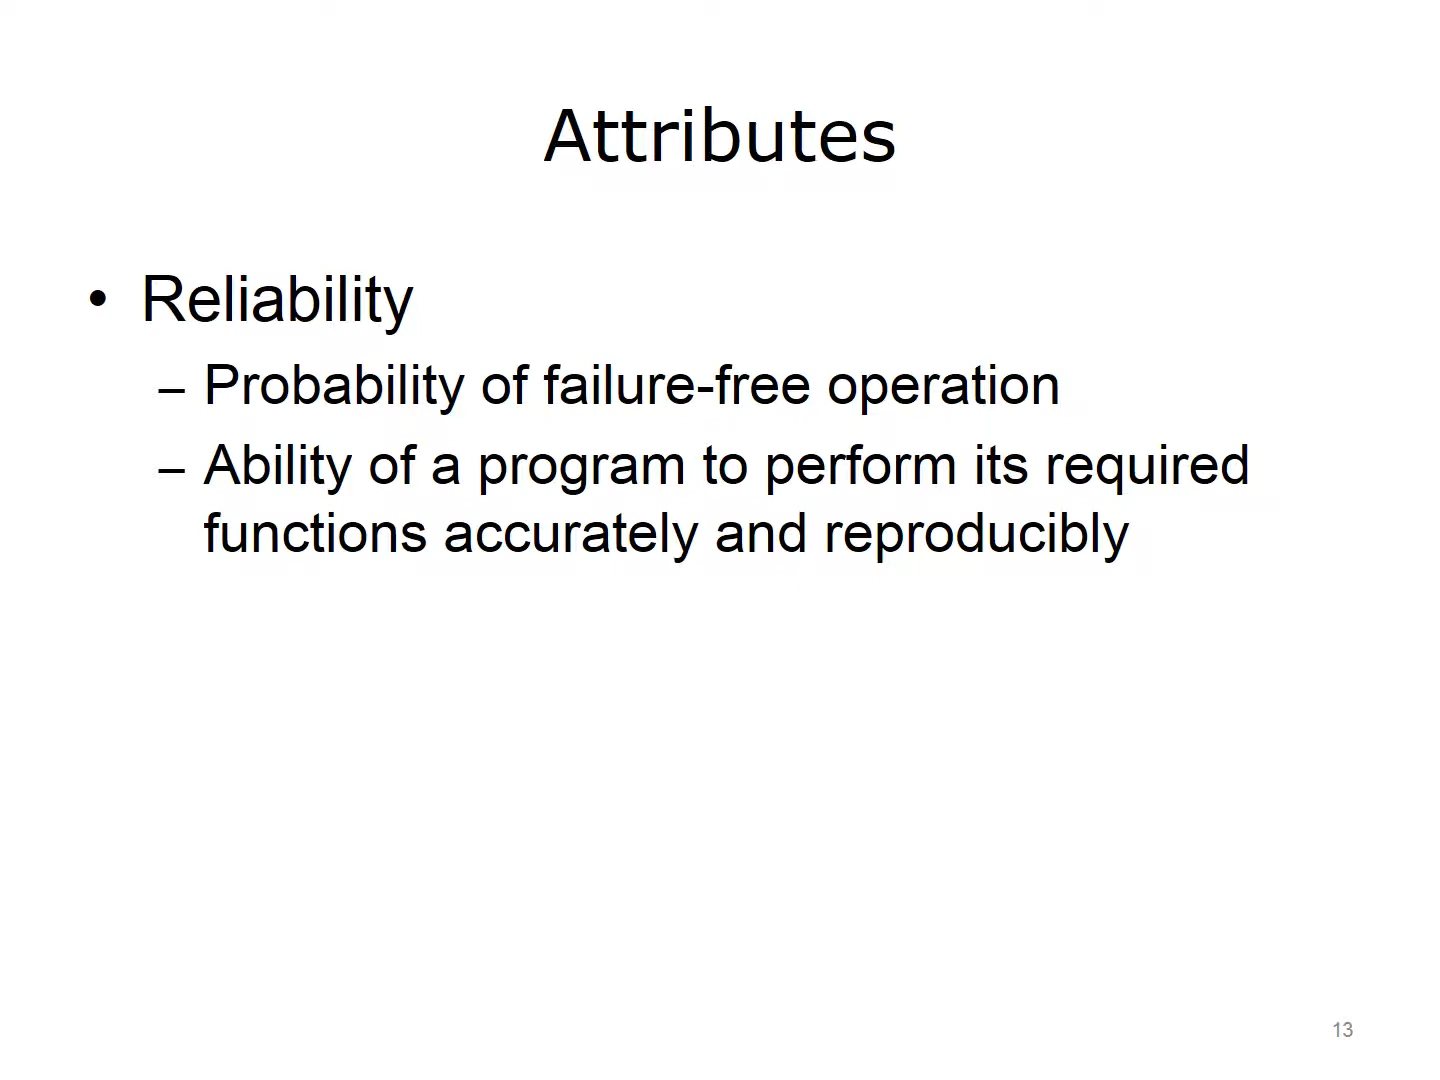 Attributes
• Reliability
– Probability of failure-free operation
– Ability of a program to perform its required
functions accurately and reproducibly
13